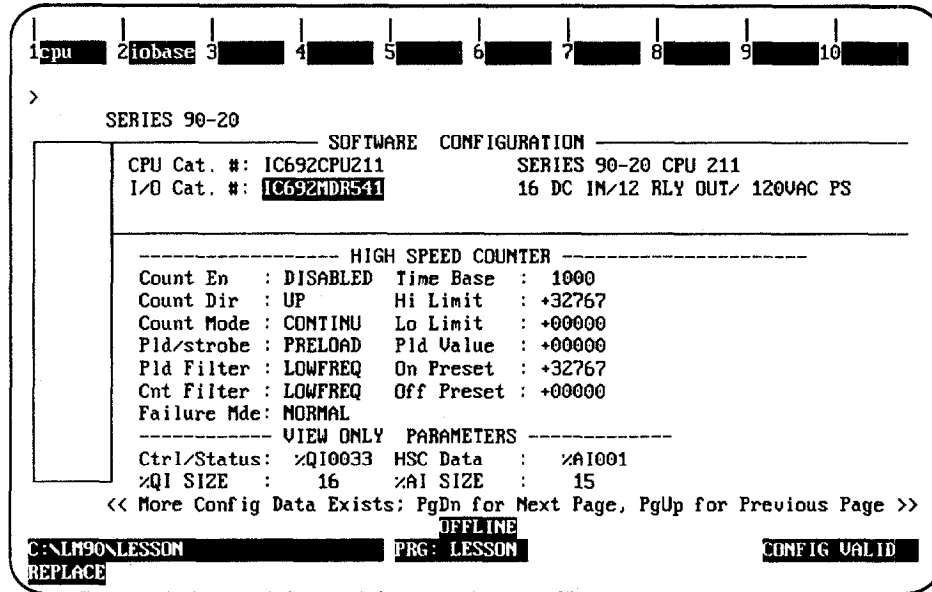 1cpu 2iobase 3 4 5 6 7 8 9 10
>
SERIES 90-20
SOFTWARE CONFIGURATION
CPU Cat. #: IC692CPU211 SERIES 90-20 CPU 211
I/O Cat. #: IC692MDR541 16 DC IN/12 RLY OUT/ 120VAC PS
------------------- HIGH SPEED COUNTER -----------------------
Count En : DISABLED Time Base : 1000
Count Dir : UP Hi Limit : +32767
Count Mode : CONTINU Lo Limit : +00000
Pld/strobe : PRELOAD Pld Value : +00000
Pld Filter : LOWFREQ On Preset : +32767
Cnt Filter : LOWFREQ Off Preset : +00000
Failure Mde: NORMAL
------------ VIEW ONLY PARAMETERS -------------
Ctrl/Status: %QI0033 HSC Data : %AI001
%QI SIZE : 16 %AI SIZE : 15
<< More Config Data Exists; PgDn for Next Page, PgUp for Previous Page >>
OFFLINE
C:\LM90\LESSON PRG: LESSON CONFIG VALID
REPLACE